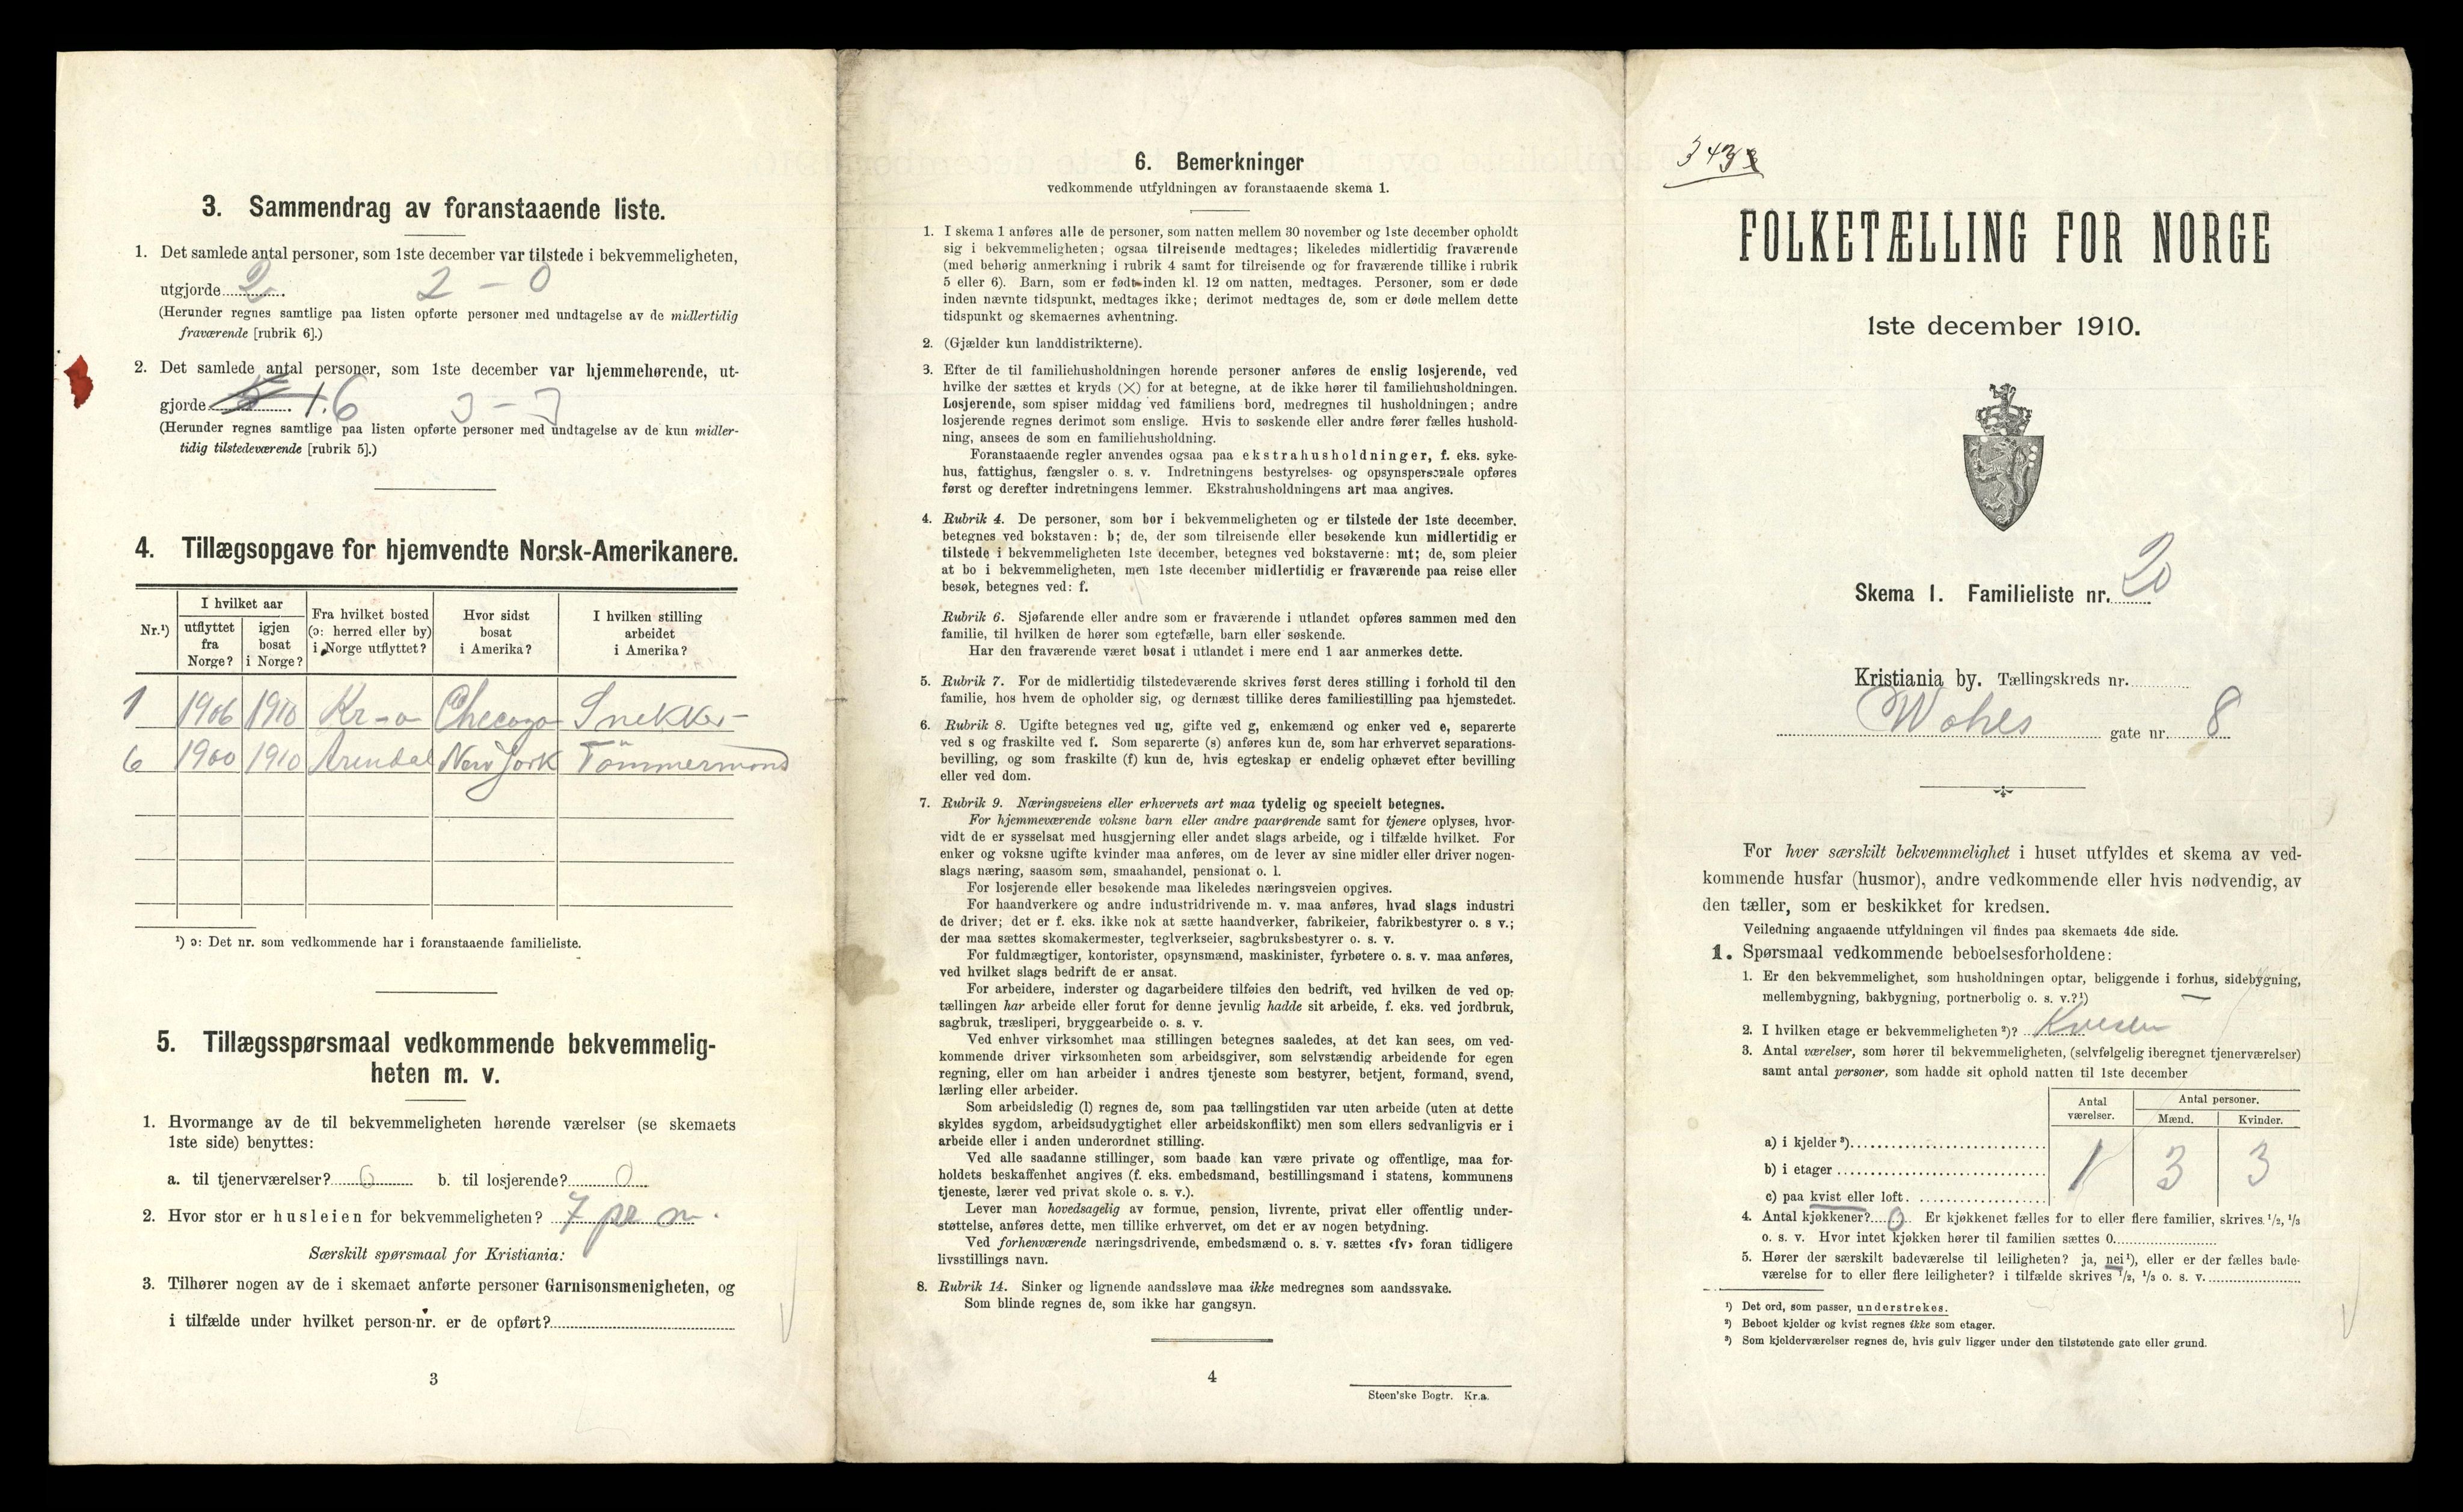 3. Sammendrag av foranstaaende liste.
1. Det samlede antal personer, som 1ste december var tilstede i bekvemmeligheten,
utgjorde 2. 2 - 0
(Herunder regnes samtlige paa listen opførte personer med undtagelse av de midlertidig
fraværende [rubrik 6].)
2. Det samlede antal personer, som 1ste december var hjemmehørende, ut-
gjorde 6 3 - 3
(Herunder regnes samtlige paa listen opførte personer med undtagelse av de kun midler-
tidig tilstedeværende [rubrik 5].)
4. Tillægsopgave for hjemvendte Norsk-Amerikanere.
Nr.¹) I hvilket aar utflyttet fra Norge? igjen bosat i Norge? Fra hvilket bosted (ɔ: herred eller by) i Norge utflyttet? Hvor sidst bosat i Amerika? I hvilken stilling arbeidet i Amerika?
1 1906 1910 Kr-a Checago Snekker
6 1900 1910 Arendal New York Tömmermand
¹) ɔ: Det nr. som vedkommende har i foranstaaende familieliste.
5. Tillægsspørsmaal vedkommende bekvemmelig-
heten m. v.
1. Hvormange av de til bekvemmeligheten hørende værelser (se skemaets
1ste side) benyttes:
a. til tjenerværelser? 0 b. til losjerende? 0
2. Hvor stor er husleien for bekvemmeligheten? 7 pr m.
Særskilt spørsmaal for Kristiania:
3. Tilhører nogen av de i skemaet anførte personer Garnisonsmenigheten, og
i tilfælde under hvilket person-nr. er de opført?
3
6. Bemerkninger
vedkommende utfyldningen av foranstaaende skema 1.
1. I skema 1 anføres alle de personer, som natten mellem 30 november og 1ste december opholdt
sig i bekvemmeligheten; ogsaa tilreisende medtages; likeledes midlertidig fraværende
(med behørig anmerkning i rubrik 4 samt for tilreisende og for fraværende tillike i rubrik
5 eller 6). Barn, som er født inden kl. 12 om natten, medtages. Personer, som er døde
inden nævnte tidspunkt, medtages ikke; derimot medtages de, som er døde mellem dette
tidspunkt og skemaernes avhentning.
2. (Gjælder kun landdistrikterne).
3. Efter de til familiehusholdningen hørende personer anføres de enslig losjerende, ved
hvilke der sættes et kryds (×) for at betegne, at de ikke hører til familiehusholdningen.
Losjerende, som spiser middag ved familiens bord, medregnes til husholdningen; andre
losjerende regnes derimot som enslige. Hvis to søskende eller andre fører fælles hushold-
ning, ansees de som en familiehusholdning.
Foranstaaende regler anvendes ogsaa paa ekstrahusholdninger, f. eks. syke-
hus, fattighus, fængsler o. s. v. Indretningens bestyrelses- og opsynspersonale opføres
først og derefter indretningens lemmer. Ekstrahusholdningens art maa angives.
4. Rubrik 4. De personer, som bor i bekvemmeligheten og er tilstede der 1ste december,
betegnes ved bokstaven: b; de, der som tilreisende eller besøkende kun midlertidig er
tilstede i bekvemmeligheten 1ste december, betegnes ved bokstaverne: mt; de, som pleier
at bo i bekvemmeligheten, men 1ste december midlertidig er fraværende paa reise eller
besøk, betegnes ved: f.
Rubrik 6. Sjøfarende eller andre som er fraværende i utlandet opføres sammen med den
familie, til hvilken de hører som egtefælle, barn eller søskende.
Har den fraværende været bosat i utlandet i mere end 1 aar anmerkes dette.
5. Rubrik 7. For de midlertidig tilstedeværende skrives først deres stilling i forhold til den
familie, hos hvem de opholder sig, og dernæst tillike deres familiestilling paa hjemstedet.
6. Rubrik 8. Ugifte betegnes ved ug, gifte ved g, enkemænd og enker ved e, separerte
ved s og fraskilte ved f. Som separerte (s) anføres kun de, som har erhvervet separations-
bevilling, og som fraskilte (f) kun de, hvis egteskap er endelig ophævet efter bevilling
eller ved dom.
7. Rubrik 9. Næringsveiens eller erhvervets art maa tydelig og specielt betegnes.
For hjemmeværende voksne barn eller andre paarørende samt for tjenere oplyses, hvor-
vidt de er sysselsat med husgjerning eller andet slags arbeide, og i tilfælde hvilket. For
enker og voksne ugifte kvinder maa anføres, om de lever av sine midler eller driver nogen-
slags næring, saasom søm, smaahandel, pensionat o. l.
For losjerende eller besøkende maa likeledes næringsveien opgives.
For haandverkere og andre industridrivende m. v. maa anføres, hvad slags industri
de driver; det er f. eks. ikke nok at sætte haandverker, fabrikeier, fabrikbestyrer o. s v.;
der maa sættes skomakermester, teglverkseier, sagbruksbestyrer o. s. v.
For fuldmægtiger, kontorister, opsynsmænd, maskinister, fyrbøtere o. s. v. maa anføres,
ved hvilket slags bedrift de er ansat.
For arbeidere, inderster og dagarbeidere tilføies den bedrift, ved hvilken de ved op-
tællingen har arbeide eller forut for denne jevnlig hadde sit arbeide, f. eks. ved jordbruk,
sagbruk, træsliperi, bryggearbeide o. s. v.
Ved enhver virksomhet maa stillingen betegnes saaledes, at det kan sees, om ved-
kommende driver virksomheten som arbeidsgiver, som selvstændig arbeidende for egen
regning, eller om han arbeider i andres tjeneste som bestyrer, betjent, formand, svend,
lærling eller arbeider.
Som arbeidsledig (l) regnes de, som paa tællingstiden var uten arbeide (uten at dette
skyldes sygdom, arbeidsudygtighet eller arbeidskonflikt) men som ellers sedvanligvis er i
arbeide eller i anden underordnet stilling.
Ved alle saadanne stillinger, som baade kan være private og offentlige, maa for-
holdets beskaffenhet angives (f. eks. embedsmand, bestillingsmand i statens, kommunens
tjeneste, lærer ved privat skole o. s. v.).
Lever man hovedsagelig av formue, pension, livrente, privat eller offentlig under-
støttelse, anføres dette, men tillike erhvervet, om det er av nogen betydning.
Ved forhenværende næringsdrivende, embedsmænd o. s. v. sættes «fv» foran tidligere
livsstillings navn.
8. Rubrik 14. Sinker og lignende aandssløve maa ikke medregnes som aandssvake.
Som blinde regnes de, som ikke har gangsyn.
4
Steen'ske Bogtr. Kr.a.
343
FOLKETÆLLING FOR NORGE
1ste december 1910.
Skema 1. Familieliste nr. 20
Kristiania by. Tællingskreds nr.
Wohls gate nr. 8
For hver særskilt bekvemmelighet i huset utfyldes et skema av ved-
kommende husfar (husmor), andre vedkommende eller hvis nødvendig, av
den tæller, som er beskikket for kredsen.
Veiledning angaaende utfyldningen vil findes paa skemaets 4de side.
1. Spørsmaal vedkommende beboelsesforholdene:
1. Er den bekvemmelighet, som husholdningen optar, beliggende i forhus, sidebygning,
mellembygning, bakbygning, portnerbolig o. s. v.?¹)
2. I hvilken etage er bekvemmeligheten²)? Kvisten
3. Antal værelser, som hører til bekvemmeligheten, (selvfølgelig iberegnet tjenerværelser)
samt antal personer, som hadde sit ophold natten til 1ste december
Antal værelser. Antal personer. Mænd. Kvinder.
a) i kjelder³)
b) i etager 1 3 3
c) paa kvist eller loft.
4. Antal kjøkkener? 0 Er kjøkkenet fælles for to eller flere familier, skrives ¹/₂, ¹/₃
o. s. v. Hvor intet kjøkken hører til familien sættes 0.
5. Hører der særskilt badeværelse til leiligheten? ja, nei¹), eller er der fælles bade-
værelse for to eller flere leiligheter? i tilfælde skrives ¹/₂, ¹/₃ o. s. v.
¹) Det ord, som passer, understrekes.
²) Beboet kjelder og kvist regnes ikke som etager.
³) Som kjelderværelser regnes de, hvis gulv ligger under den tilstøtende gate eller grund.